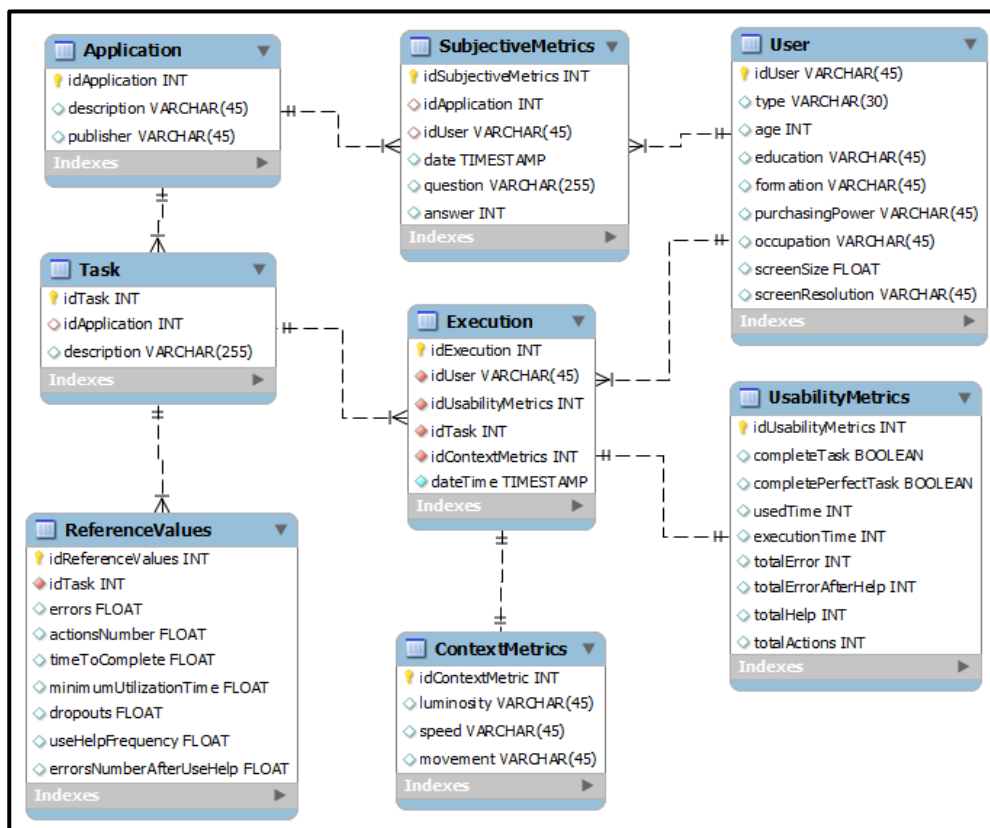 Application
idApplication INT
description VARCHAR(45)
publisher VARCHAR(45)
Indexes
SubjectiveMetrics
idSubjectiveMetrics INT
idApplication INT
idUser VARCHAR(45)
date TIMESTAMP
question VARCHAR(255)
answer INT
Indexes
User
idUser VARCHAR(45)
type VARCHAR(30)
age INT
education VARCHAR(45)
formation VARCHAR(45)
purchasingPower VARCHAR(45)
occupation VARCHAR(45)
screenSize FLOAT
screenResolution VARCHAR(45)
Indexes
Task
idTask INT
idApplication INT
description VARCHAR(255)
Indexes
Execution
idExecution INT
idUser VARCHAR(45)
idUsabilityMetrics INT
idTask INT
idContextMetrics INT
dateTime TIMESTAMP
Indexes
UsabilityMetrics
idUsabilityMetrics INT
completeTask BOOLEAN
completePerfectTask BOOLEAN
usedTime INT
executionTime INT
totalError INT
totalErrorAfterHelp INT
totalHelp INT
totalActions INT
Indexes
ReferenceValues
idReferenceValues INT
idTask INT
errors FLOAT
actionsNumber FLOAT
timeToComplete FLOAT
minimumUtilizationTime FLOAT
dropouts FLOAT
useHelpFrequency FLOAT
errorsNumberAfterUseHelp FLOAT
Indexes
ContextMetrics
idContextMetric INT
luminosity VARCHAR(45)
speed VARCHAR(45)
movement VARCHAR(45)
Indexes